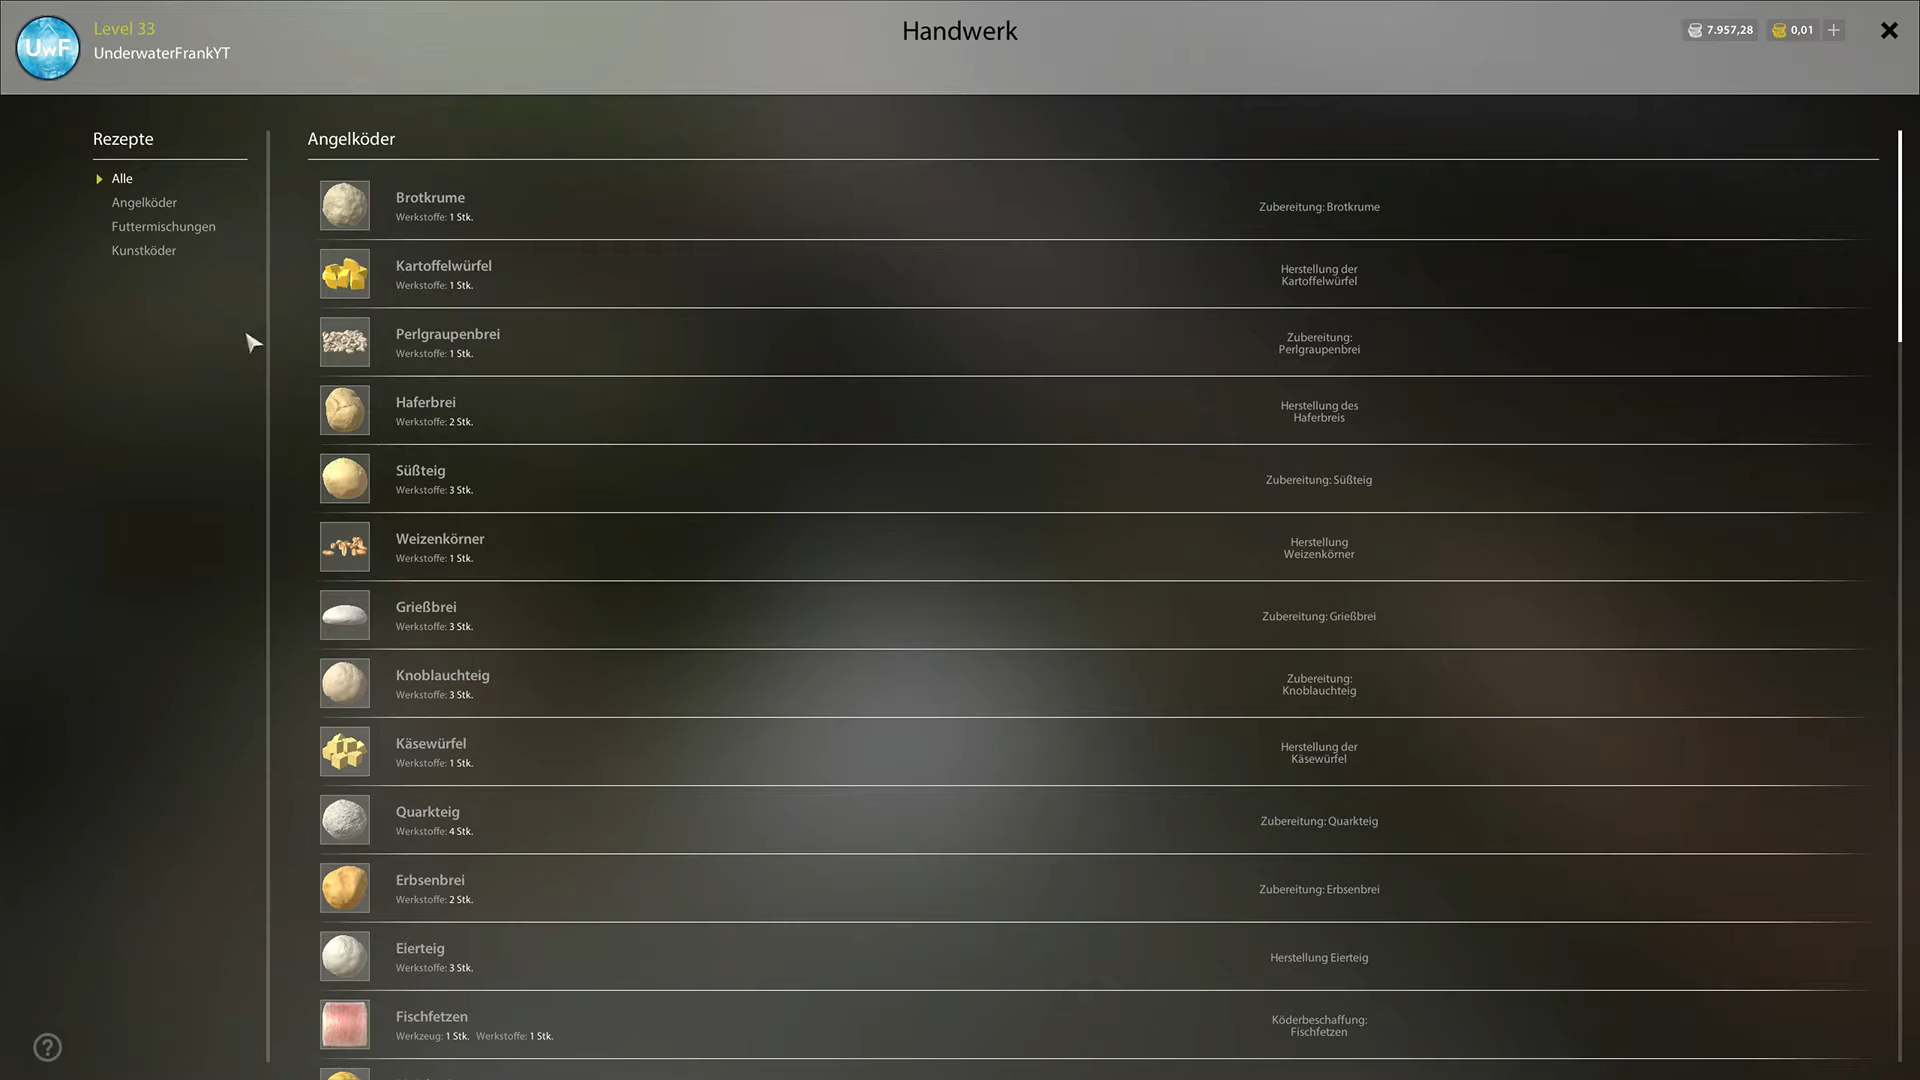 UwF
Level 33
UnderwaterFrankYT
Handwerk
7.957,28
0,01
Rezepte
Alle
Angelköder
Futtermischungen
Kunstköder
Angelköder
Brotkrume
Werkstoffe: 1 Stk.
Zubereitung: Brotkrume
Kartoffelwürfel
Werkstoffe: 1 Stk.
Herstellung der
Kartoffelwürfel
Perlgraupenbrei
Werkstoffe: 1 Stk.
Zubereitung:
Perlgraupenbrei
Haferbrei
Werkstoffe: 2 Stk.
Herstellung des
Haferbreis
Süßteig
Werkstoffe: 3 Stk.
Zubereitung: Süßteig
Weizenkörner
Werkstoffe: 1 Stk.
Herstellung
Weizenkörner
Grießbrei
Werkstoffe: 3 Stk.
Zubereitung: Grießbrei
Knoblauchteig
Werkstoffe: 3 Stk.
Zubereitung:
Knoblauchteig
Käsewürfel
Werkstoffe: 1 Stk.
Herstellung der
Käsewürfel
Quarkteig
Werkstoffe: 4 Stk.
Zubereitung: Quarkteig
Erbsenbrei
Werkstoffe: 2 Stk.
Zubereitung: Erbsenbrei
Eierteig
Werkstoffe: 3 Stk.
Herstellung Eierteig
Fischfetzen
Werkzeug: 1 Stk. Werkstoffe: 1 Stk.
Köderbeschaffung:
Fischfetzen
?